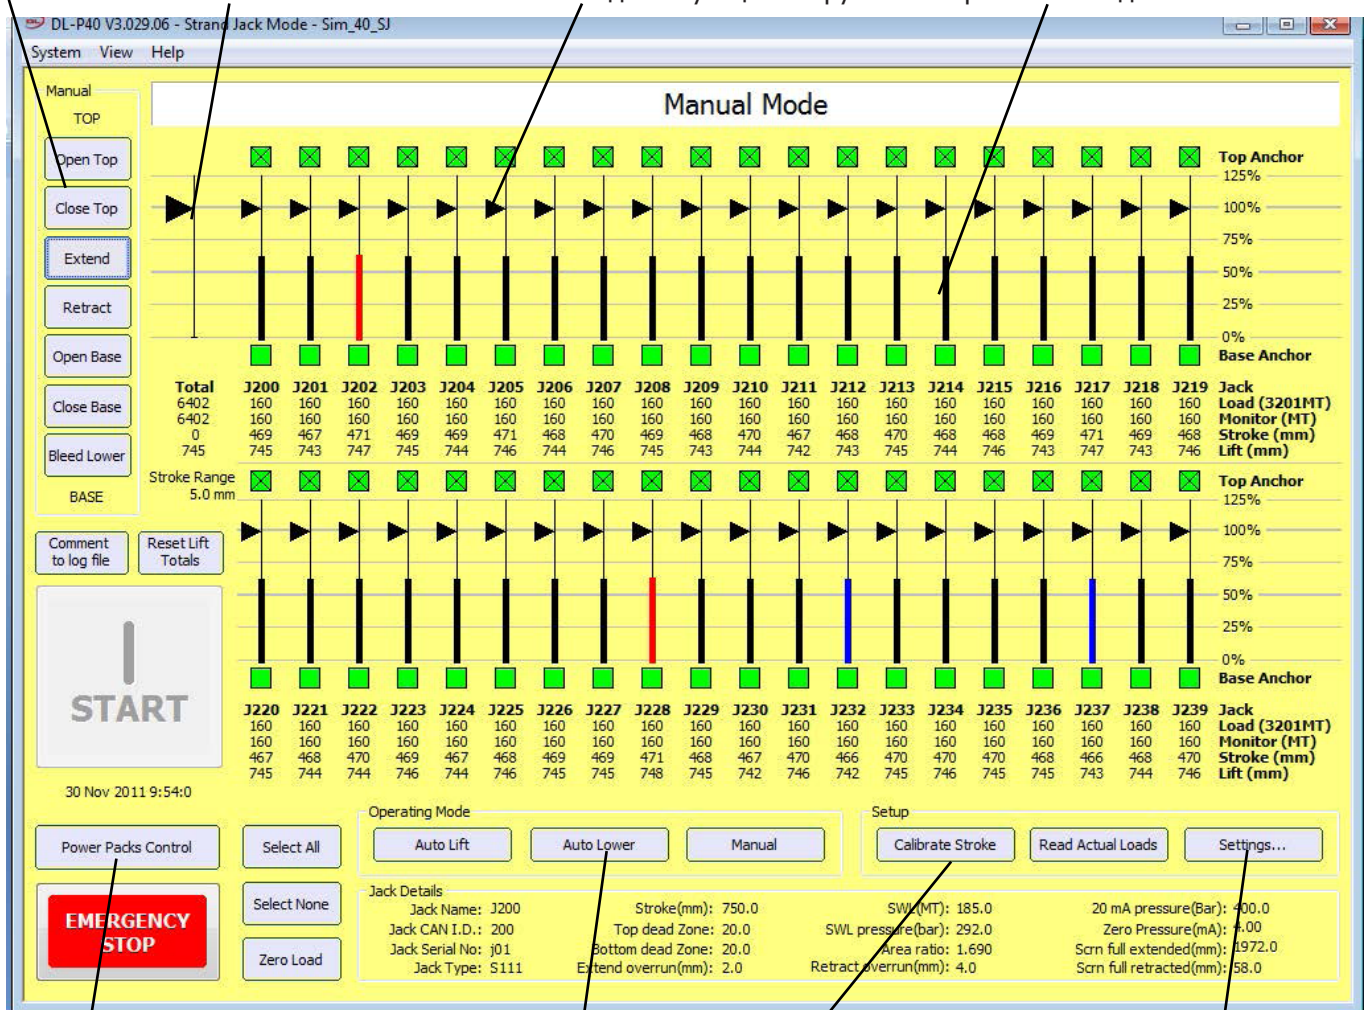 DL-P40 V3.029.06 - Strand Jack Mode - Sim_40_SJ
System View Help
Manual
TOP
Manual Mode
Open Top
Close Top
Extend
Retract
Open Base
Close Base
Bleed Lower
BASE
Top Anchor
125%
100%
75%
50%
25%
0%
Base Anchor
Total J200 J201 J202 J203 J204 J205 J206 J207 J208 J209 J210 J211 J212 J213 J214 J215 J216 J217 J218 J219 Jack
6402 160 160 160 160 160 160 160 160 160 160 160 160 160 160 160 160 160 160 160 160 Load (3201MT)
6402 160 160 160 160 160 160 160 160 160 160 160 160 160 160 160 160 160 160 160 160 Monitor (MT)
0 469 467 471 469 469 471 468 470 469 468 470 467 468 470 468 468 469 471 469 468 Stroke (mm)
745 745 743 747 745 744 746 744 746 745 743 744 742 743 745 744 746 743 747 743 746 Lift (mm)
Stroke Range
5.0 mm
Top Anchor
125%
100%
75%
50%
25%
0%
Base Anchor
Comment to log file
Reset Lift Totals
START
J220 J221 J222 J223 J224 J225 J226 J227 J228 J229 J230 J231 J232 J233 J234 J235 J236 J237 J238 J239 Jack
160 160 160 160 160 160 160 160 160 160 160 160 160 160 160 160 160 160 160 160 Load (3201MT)
160 160 160 160 160 160 160 160 160 160 160 160 160 160 160 160 160 160 160 160 Monitor (MT)
467 468 470 469 467 468 469 469 471 468 467 470 466 470 470 470 468 466 468 470 Stroke (mm)
745 744 744 746 744 746 745 745 748 745 742 746 742 745 746 745 745 743 744 746 Lift (mm)
30 Nov 2011 9:54:0
Operating Mode
Auto Lift Auto Lower Manual
Setup
Calibrate Stroke Read Actual Loads Settings...
Power Packs Control
Select All
Select None
Zero Load
EMERGENCY
STOP
Jack Details
Jack Name: J200 Stroke(mm): 750.0 SWL(MT): 185.0 20 mA pressure(Bar): 400.0
Jack CAN I.D.: 200 Top dead Zone: 20.0 SWL pressure(bar): 292.0 Zero Pressure(mA): 4.00
Jack Serial No: j01 Bottom dead Zone: 20.0 Area ratio: 1.690 Scrn full extended(mm): 1972.0
Jack Type: S111 Extend overrun(mm): 2.0 Retract overrun(mm): 4.0 Scrn full retracted(mm): 58.0